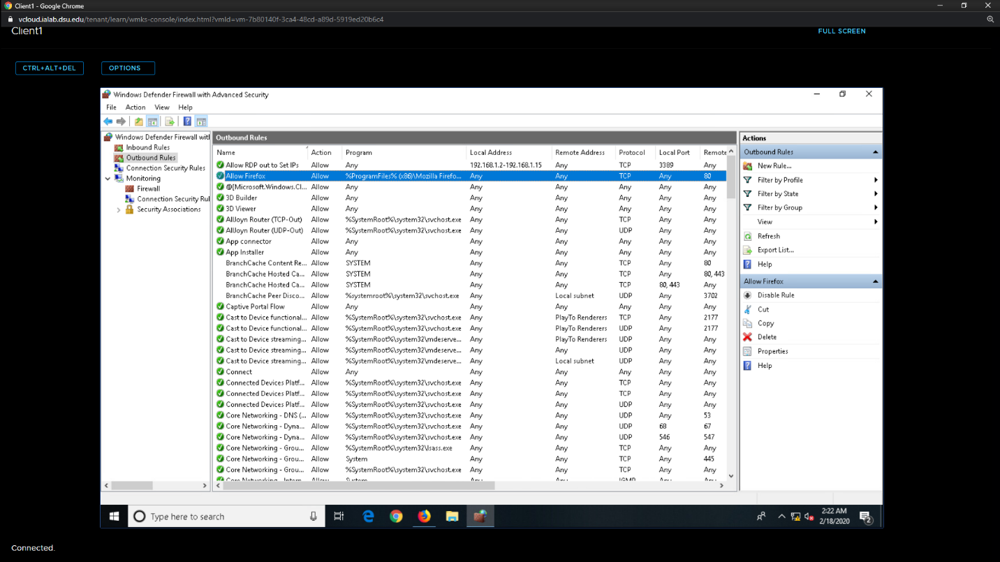 Client1 - Google Chrome
vcloud.ialab.dsu.edu/tenant/learn/wmks-console/index.html?vmId=vm-7b80140f-3ca4-48cd-a89d-5919ed20b6c4
Client1
FULL SCREEN
CTRL+ALT+DEL
OPTIONS
Windows Defender Firewall with Advanced Security
File Action View Help
Windows Defender Firewall with
Inbound Rules
Outbound Rules
Connection Security Rules
Monitoring
Firewall
Connection Security Rul
Security Associations
Outbound Rules
Name Action Program Local Address Remote Address Protocol Local Port Remote
Allow RDP out to Set IPs Allow Any 192.168.1.2-192.168.1.15 Any TCP 3389 Any
Allow Firefox Allow %ProgramFiles% (x86)\Mozilla Firefo... Any Any TCP Any 80
@{Microsoft.Windows.Cl... Allow Any Any Any Any Any Any
3D Builder Allow Any Any Any Any Any Any
3D Viewer Allow Any Any Any Any Any Any
AllJoyn Router (TCP-Out) Allow %SystemRoot%\system32\svchost.exe Any Any TCP Any Any
AllJoyn Router (UDP-Out) Allow %SystemRoot%\system32\svchost.exe Any Any UDP Any Any
App connector Allow Any Any Any Any Any Any
App Installer Allow Any Any Any Any Any Any
BranchCache Content Re... Allow SYSTEM Any Any TCP Any 80
BranchCache Hosted Ca... Allow SYSTEM Any Any TCP Any 80, 443
BranchCache Hosted Ca... Allow SYSTEM Any Any TCP 80, 443 Any
BranchCache Peer Disco... Allow %systemroot%\system32\svchost.exe Any Local subnet UDP Any 3702
Captive Portal Flow Allow Any Any Any Any Any Any
Cast to Device functional... Allow %SystemRoot%\system32\svchost.exe Any PlayTo Renderers TCP Any 2177
Cast to Device functional... Allow %SystemRoot%\system32\svchost.exe Any PlayTo Renderers UDP Any 2177
Cast to Device streaming... Allow %SystemRoot%\system32\mdeserve... Any PlayTo Renderers UDP Any Any
Cast to Device streaming... Allow %SystemRoot%\system32\mdeserve... Any Any UDP Any Any
Cast to Device streaming... Allow %SystemRoot%\system32\mdeserve... Any Local subnet UDP Any Any
Connect Allow Any Any Any Any Any Any
Connected Devices Platf... Allow %SystemRoot%\system32\svchost.exe Any Any TCP Any Any
Connected Devices Platf... Allow %SystemRoot%\system32\svchost.exe Any Any TCP Any Any
Connected Devices Platf... Allow %SystemRoot%\system32\svchost.exe Any Any UDP Any Any
Core Networking - DNS (... Allow %SystemRoot%\system32\svchost.exe Any Any UDP Any 53
Core Networking - Dyna... Allow %SystemRoot%\system32\svchost.exe Any Any UDP 68 67
Core Networking - Dyna... Allow %SystemRoot%\system32\svchost.exe Any Any UDP 546 547
Core Networking - Grou... Allow %SystemRoot%\system32\lsass.exe Any Any TCP Any Any
Core Networking - Grou... Allow System Any Any TCP Any 445
Core Networking - Grou... Allow %SystemRoot%\system32\svchost.exe Any Any TCP Any Any
Core Networking - Intern... Allow System Any Any IGMP Any Any
Actions
Outbound Rules
New Rule...
Filter by Profile
Filter by State
Filter by Group
View
Refresh
Export List...
Help
Allow Firefox
Disable Rule
Cut
Copy
Delete
Properties
Help
Type here to search
2:22 AM
2/18/2020
2
Connected.